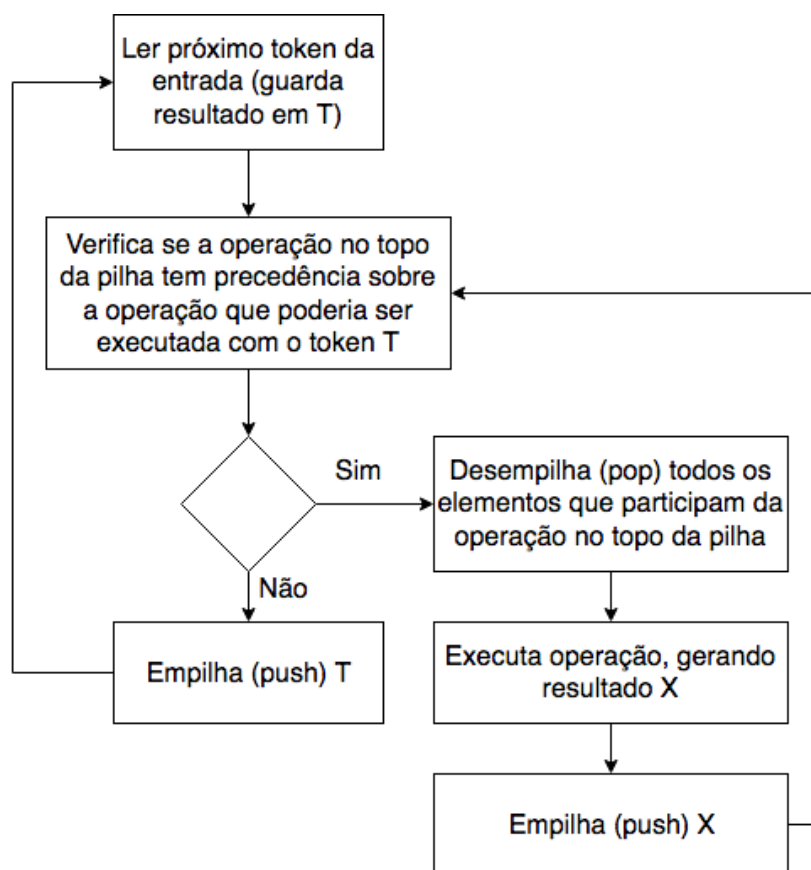 Ler próximo token da
entrada (guarda
resultado em T)
Verifica se a operação no topo
da pilha tem precedência sobre
a operação que poderia ser
executada com o token T
Sim
Desempilha (pop) todos os
elementos que participam da
operação no topo da pilha
Não
Empilha (push) T
Executa operação, gerando
resultado X
Empilha (push) X